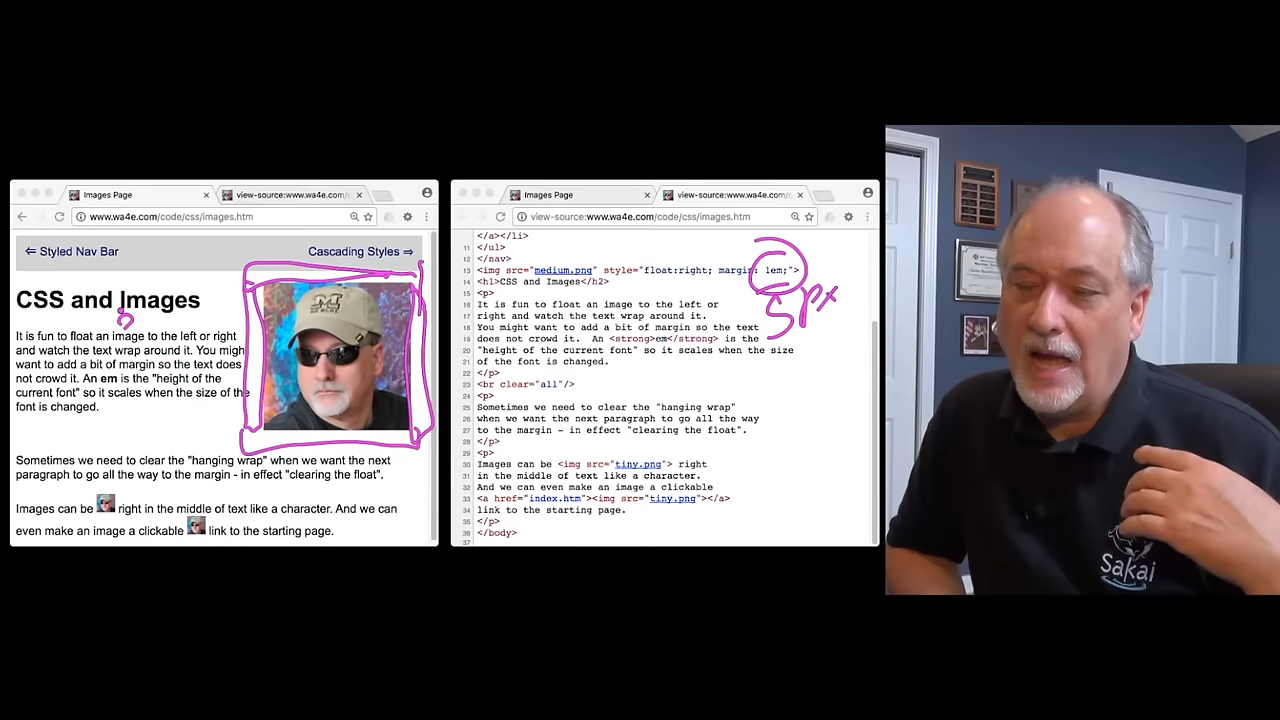 Images Page
view-source:www.wa4e.com/c
www.wa4e.com/code/css/images.htm
⇐ Styled Nav Bar
Cascading Styles ⇒
CSS and Images
It is fun to float an image to the left or right
and watch the text wrap around it. You migh
want to add a bit of margin so the text does
not crowd it. An em is the "height of the
current font" so it scales when the size of the
font is changed.
Sometimes we need to clear the "hanging wrap" when we want the next
paragraph to go all the way to the margin - in effect "clearing the float".
Images can be right in the middle of text like a character. And we can
even make an image a clickable link to the starting page.
Images Page
view-source:www.wa4e.com/
view-source:www.wa4e.com/code/css/images.htm
</a></li>
11 </ul>
12 </nav>
13 <img src="medium.png" style="float:right; margin: 1em;">
14 <h1>CSS and Images</h2>
15 <p>
16 It is fun to float an image to the left or
17 right and watch the text wrap around it.
18 You might want to add a bit of margin so the text
19 does not crowd it. An <strong>em</strong> is the
20 "height of the current font" so it scales when the size
21 of the font is changed.
22 </p>
23 <br clear="all"/>
24 <p>
25 Sometimes we need to clear the "hanging wrap"
26 when we want the next paragraph to go all the way
27 to the margin - in effect "clearing the float".
28 </p>
29 <p>
30 Images can be <img src="tiny.png"> right
31 in the middle of text like a character.
32 And we can even make an image a clickable
33 <a href="index.htm"><img src="tiny.png"></a>
34 link to the starting page.
35 </p>
36 </body>
37
5px
M
GO BLUE
Sakai